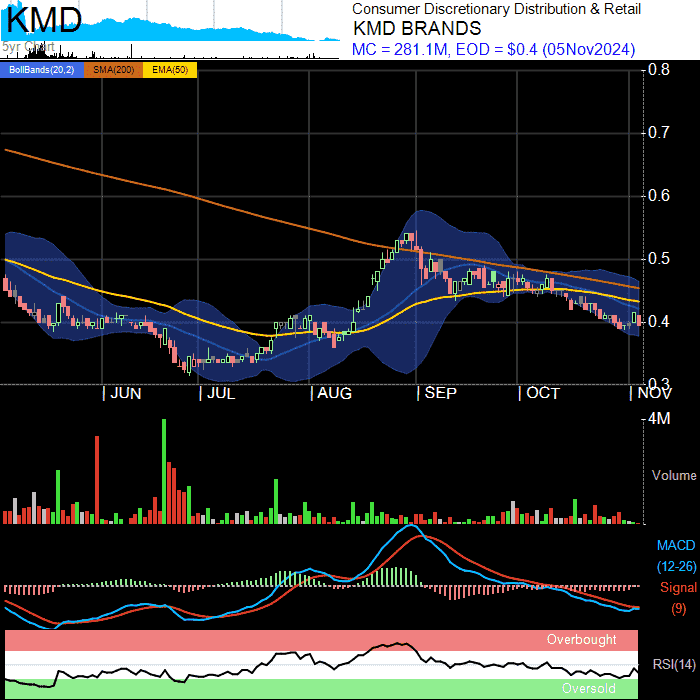 KMD
5yr Chart
Consumer Discretionary Distribution & Retail
KMD BRANDS
MC = 281.1M, EOD = $0.4 (05Nov2024)
BollBands(20,2) SMA(200) EMA(50)
0.8
0.7
0.6
0.5
0.4
0.3
JUN JUL AUG SEP OCT NOV
4M
Volume
MACD
(12-26)
Signal
(9)
Overbought
RSI(14)
Oversold